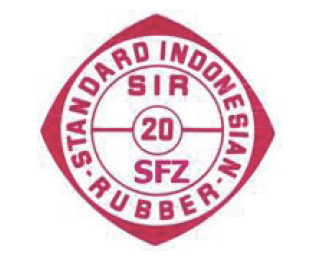 STANDARD INDONESIAN
-RUBBER-
SIR
20
SFZ